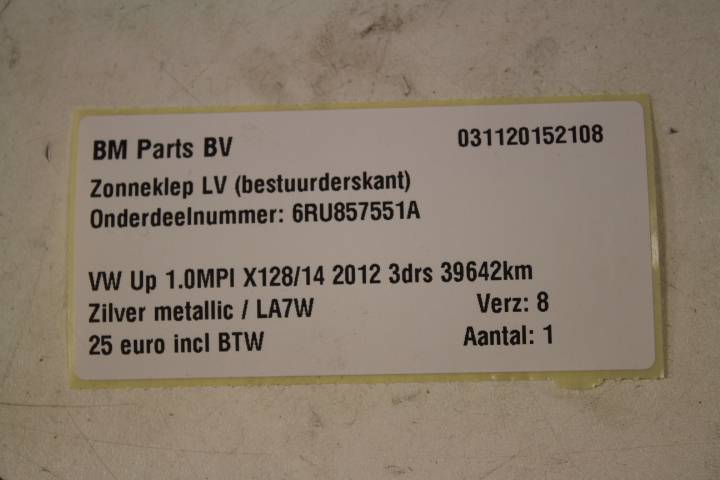 BM Parts BV 031120152108
Zonneklep LV (bestuurderskant)
Onderdeelnummer: 6RU857551A
VW Up 1.0MPI X128/14 2012 3drs 39642km
Zilver metallic / LA7W Verz: 8
25 euro incl BTW Aantal: 1